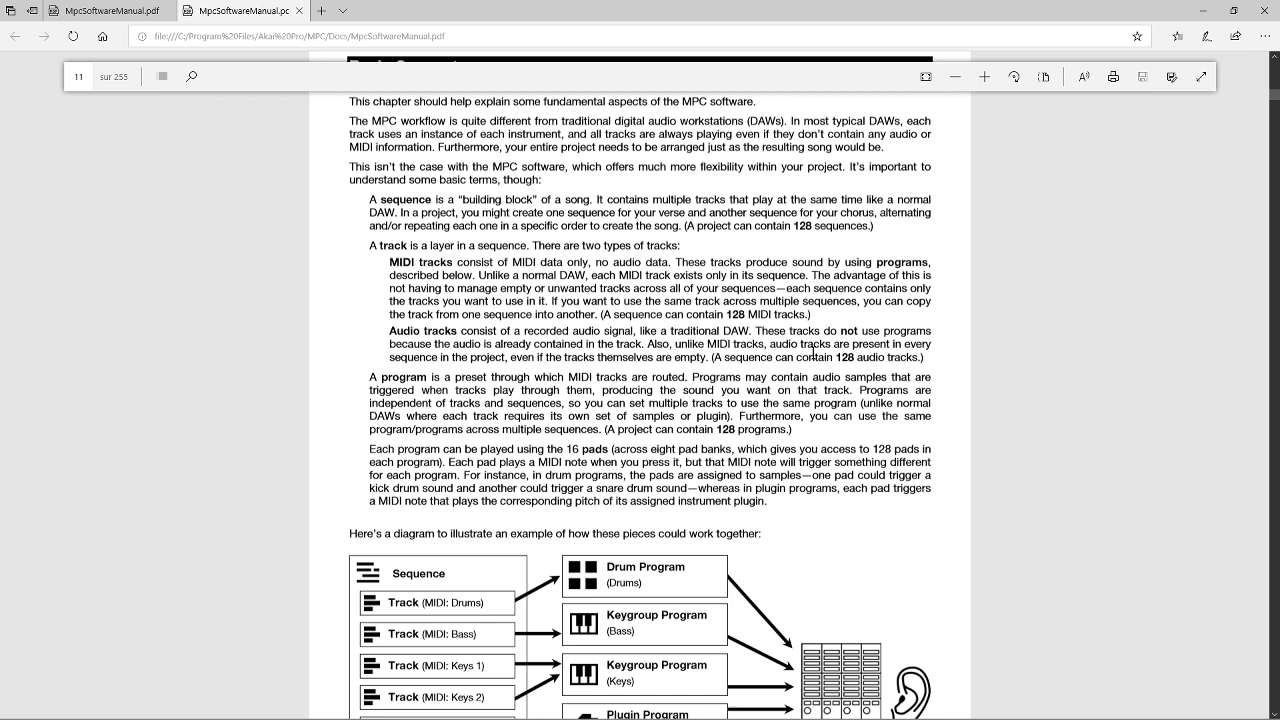 MpcSoftwareManual.pdf
MpcSoftwareManual.pc
file:///C:/Program%20Files/Akai%20Pro/MPC/Docs/MpcSoftwareManual.pdf
11 sur 255
This chapter should help explain some fundamental aspects of the MPC software.
The MPC workflow is quite different from traditional digital audio workstations (DAWs). In most typical DAWs, each
track uses an instance of each instrument, and all tracks are always playing even if they don't contain any audio or
MIDI information. Furthermore, your entire project needs to be arranged just as the resulting song would be.
This isn't the case with the MPC software, which offers much more flexibility within your project. It's important to
understand some basic terms, though:
A sequence is a “building block” of a song. It contains multiple tracks that play at the same time like a normal
DAW. In a project, you might create one sequence for your verse and another sequence for your chorus, alternating
and/or repeating each one in a specific order to create the song. (A project can contain 128 sequences.)
A track is a layer in a sequence. There are two types of tracks:
MIDI tracks consist of MIDI data only, no audio data. These tracks produce sound by using programs,
described below. Unlike a normal DAW, each MIDI track exists only in its sequence. The advantage of this is
not having to manage empty or unwanted tracks across all of your sequences—each sequence contains only
the tracks you want to use in it. If you want to use the same track across multiple sequences, you can copy
the track from one sequence into another. (A sequence can contain 128 MIDI tracks.)
Audio tracks consist of a recorded audio signal, like a traditional DAW. These tracks do not use programs
because the audio is already contained in the track. Also, unlike MIDI tracks, audio tracks are present in every
sequence in the project, even if the tracks themselves are empty. (A sequence can contain 128 audio tracks.)
A program is a preset through which MIDI tracks are routed. Programs may contain audio samples that are
triggered when tracks play through them, producing the sound you want on that track. Programs are
independent of tracks and sequences, so you can set multiple tracks to use the same program (unlike normal
DAWs where each track requires its own set of samples or plugin). Furthermore, you can use the same
program/programs across multiple sequences. (A project can contain 128 programs.)
Each program can be played using the 16 pads (across eight pad banks, which gives you access to 128 pads in
each program). Each pad plays a MIDI note when you press it, but that MIDI note will trigger something different
for each program. For instance, in drum programs, the pads are assigned to samples—one pad could trigger a
kick drum sound and another could trigger a snare drum sound—whereas in plugin programs, each pad triggers
a MIDI note that plays the corresponding pitch of its assigned instrument plugin.
Here's a diagram to illustrate an example of how these pieces could work together:
Sequence
Track (MIDI: Drums)
Track (MIDI: Bass)
Track (MIDI: Keys 1)
Track (MIDI: Keys 2)
Drum Program
(Drums)
Keygroup Program
(Bass)
Keygroup Program
(Keys)
Plugin Program